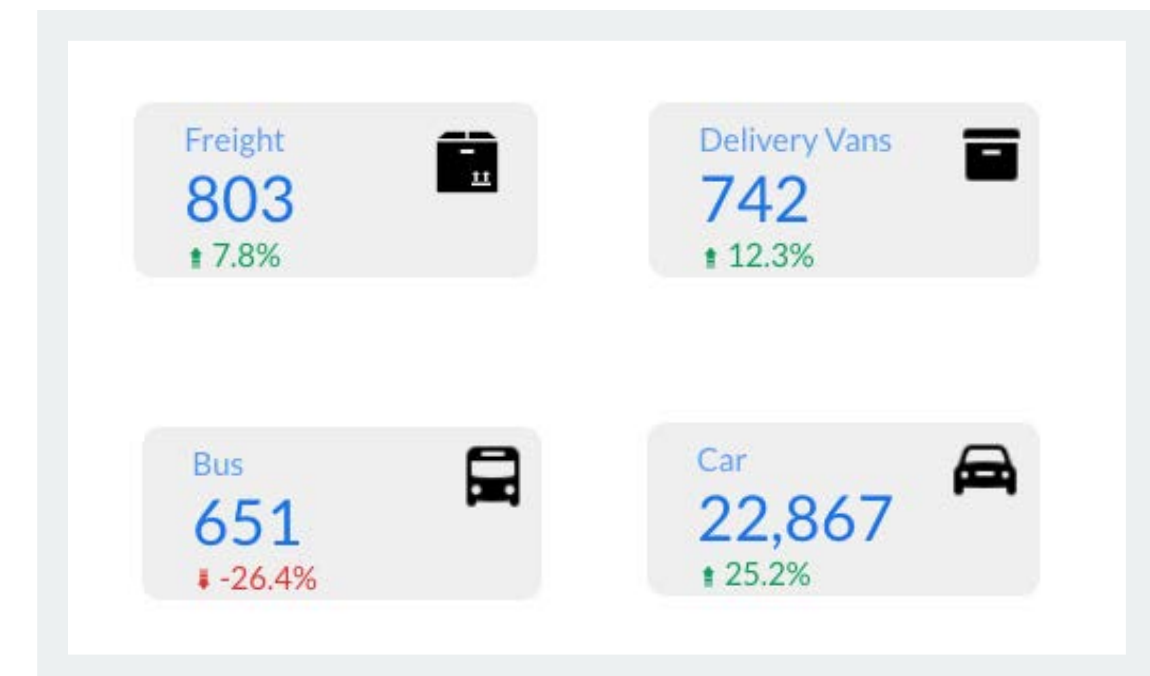 Freight
803
7.8%
Delivery Vans
742
12.3%
Bus
651
-26.4%
Car
22,867
25.2%